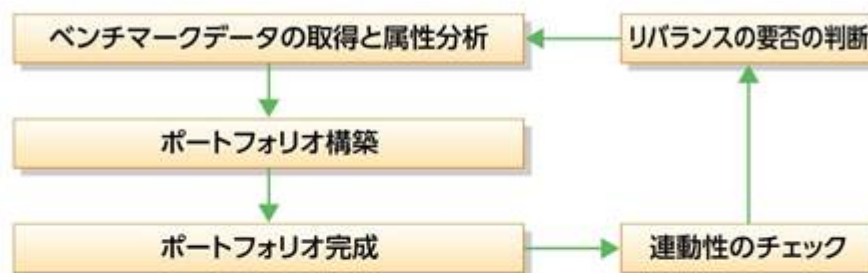 ベンチマークデータの取得と属性分析
リバランスの要否の判断
ポートフォリオ構築
ポートフォリオ完成
連動性のチェック